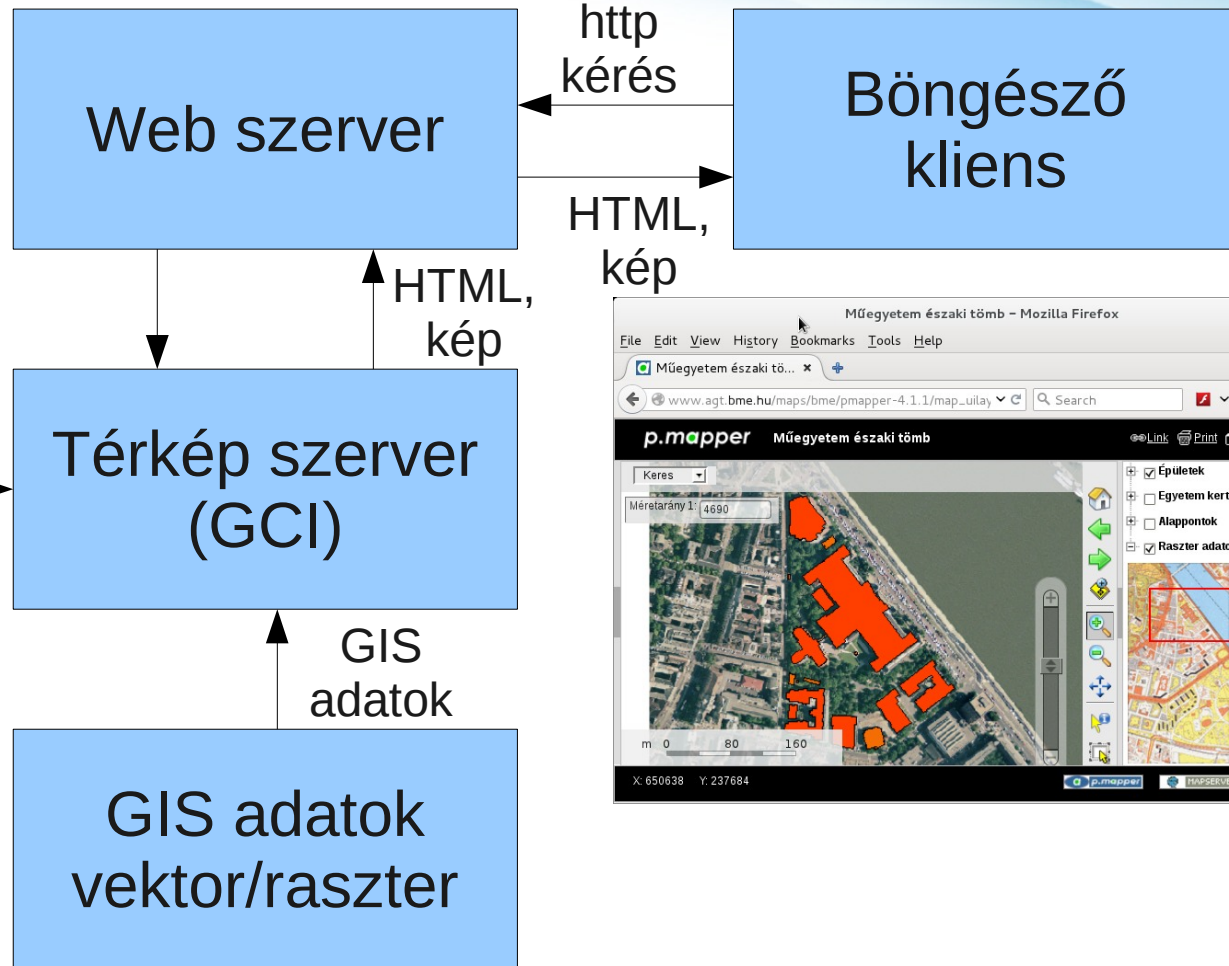 http
kérés
Web szerver
Böngésző
kliens
HTML,
kép
HTML,
kép
Térkép szerver
(GCI)
GIS
adatok
GIS adatok
vektor/raszter
Műegyetem északi tömb – Mozilla Firefox
File Edit View History Bookmarks Tools Help
Műegyetem északi tö...
www.agt.bme.hu/maps/bme/pmapper-4.1.1/map_uilay Search
p.mapper Műegyetem északi tömb Link Print
Keres
Méretarány 1: 4690
Épületek
Egyetem kert
Alappontok
Raszter adato
m 0 80 160
X: 650638 Y: 237684
p.mapper MAPSERVE